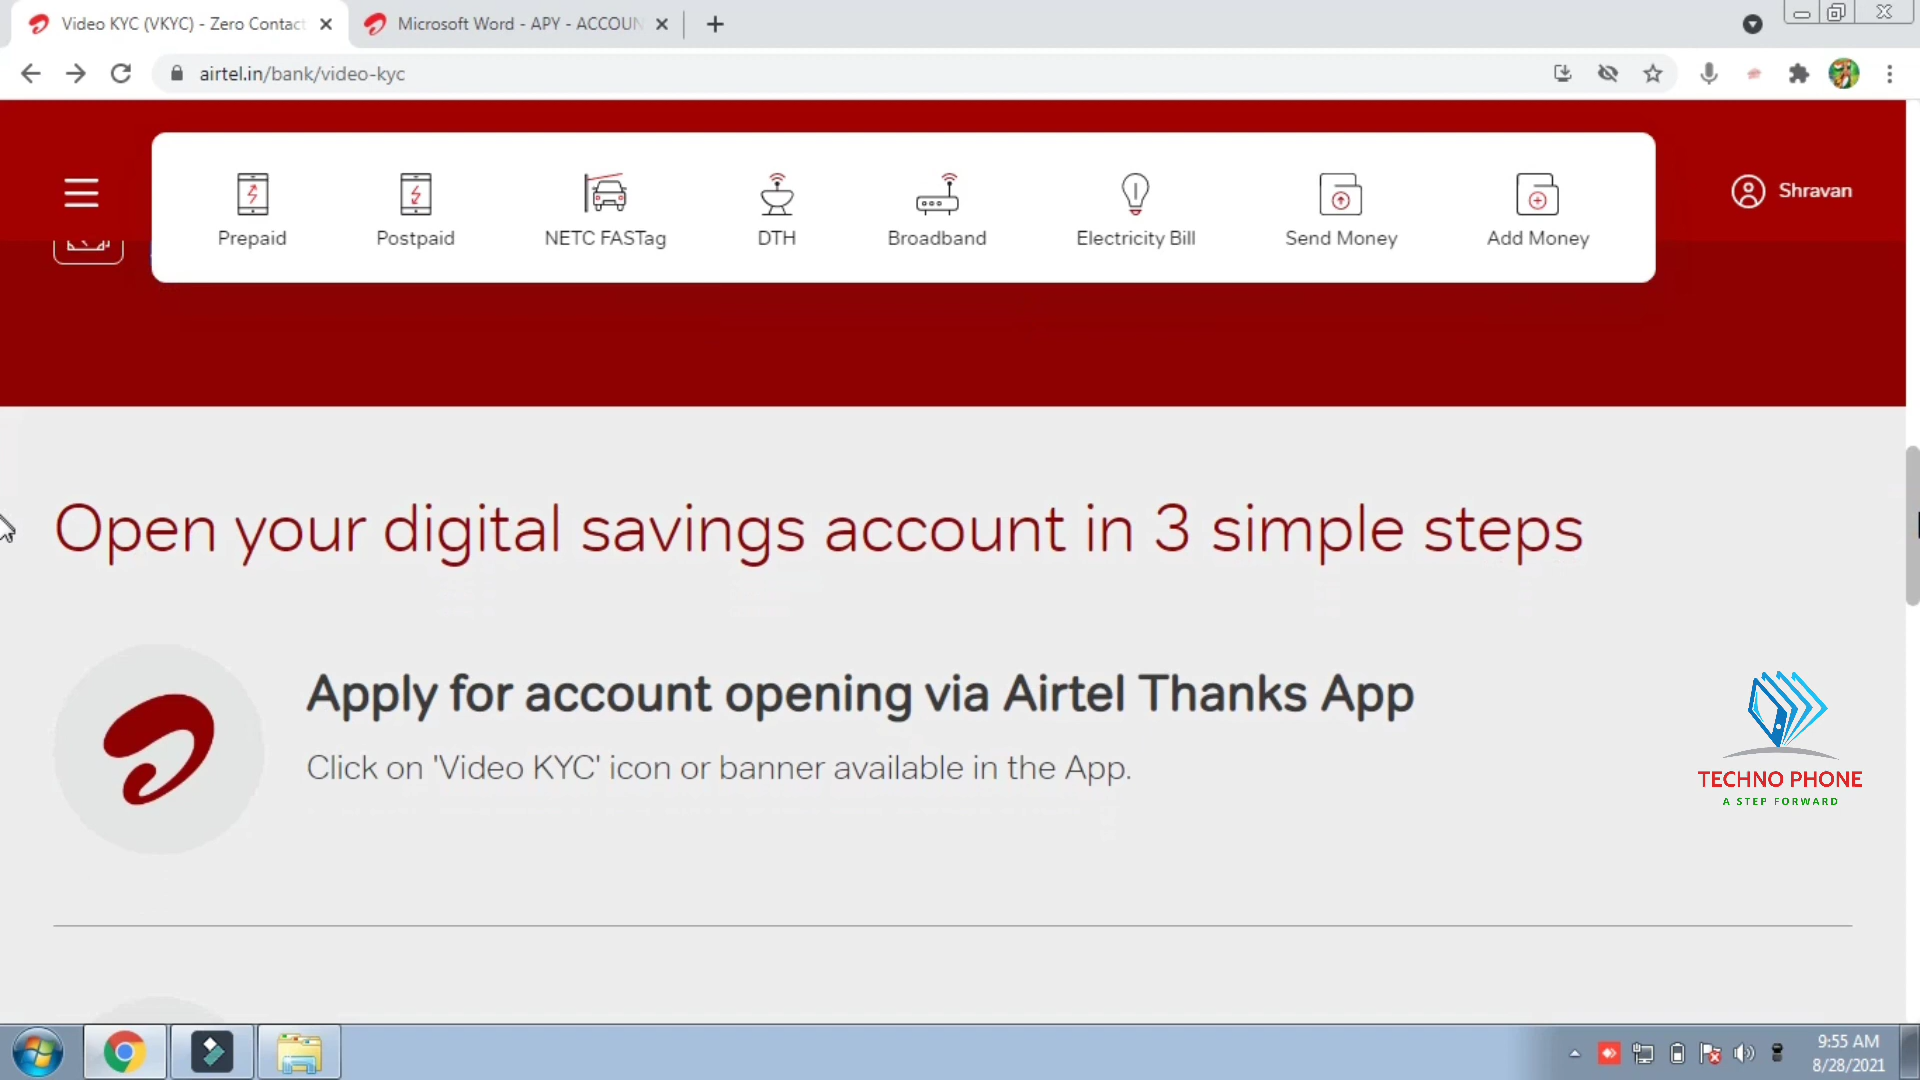 Video KYC (VKYC) - Zero Contact
Microsoft Word - APY - ACCOUN
airtel.in/bank/video-kyc
Prepaid
Postpaid
NETC FASTag
DTH
Broadband
Electricity Bill
Send Money
Add Money
Shravan
Open your digital savings account in 3 simple steps
Apply for account opening via Airtel Thanks App
Click on 'Video KYC' icon or banner available in the App.
TECHNO PHONE
A STEP FORWARD
9:55 AM
8/28/2021